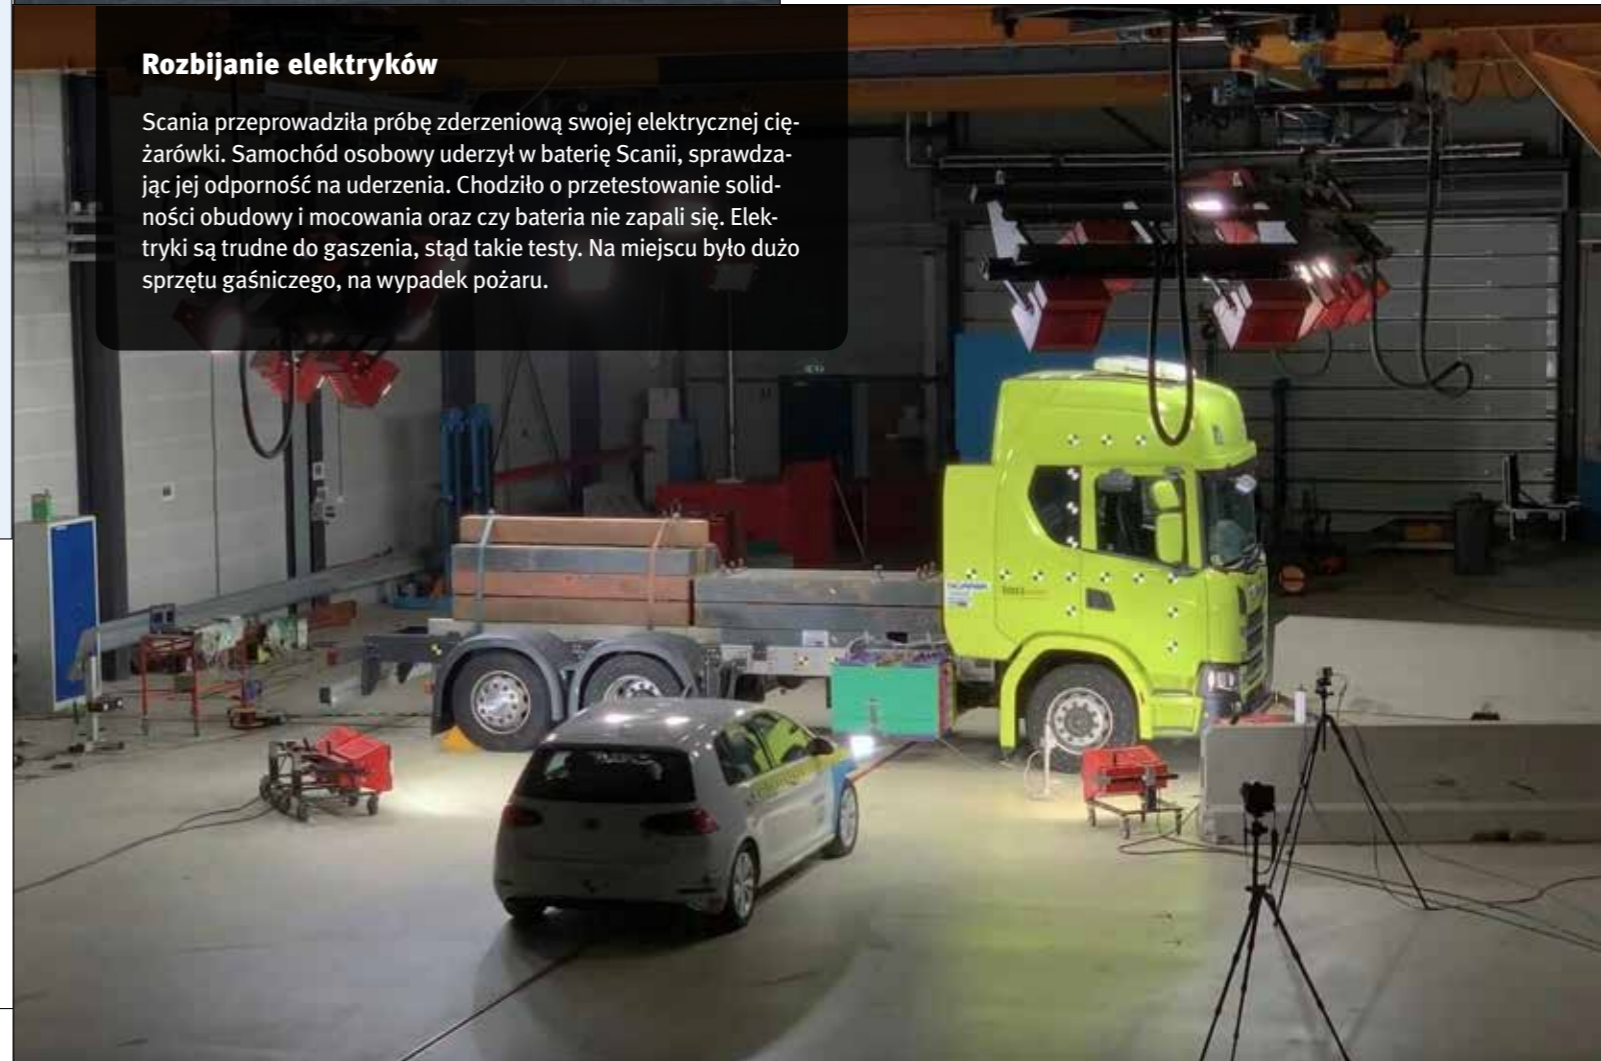 Rozbijanie elektryków
Scania przeprowadziła próbę zderzeniową swojej elektrycznej cię-
żarówki. Samochód osobowy uderzył w baterię Scanii, sprawdza-
jąc jej odporność na uderzenia. Chodziło o przetestowanie solid-
ności obudowy i mocowania oraz czy bateria nie zapali się. Elek-
tryki są trudne do gaszenia, stąd takie testy. Na miejscu było dużo
sprzętu gaśniczego, na wypadek pożaru.